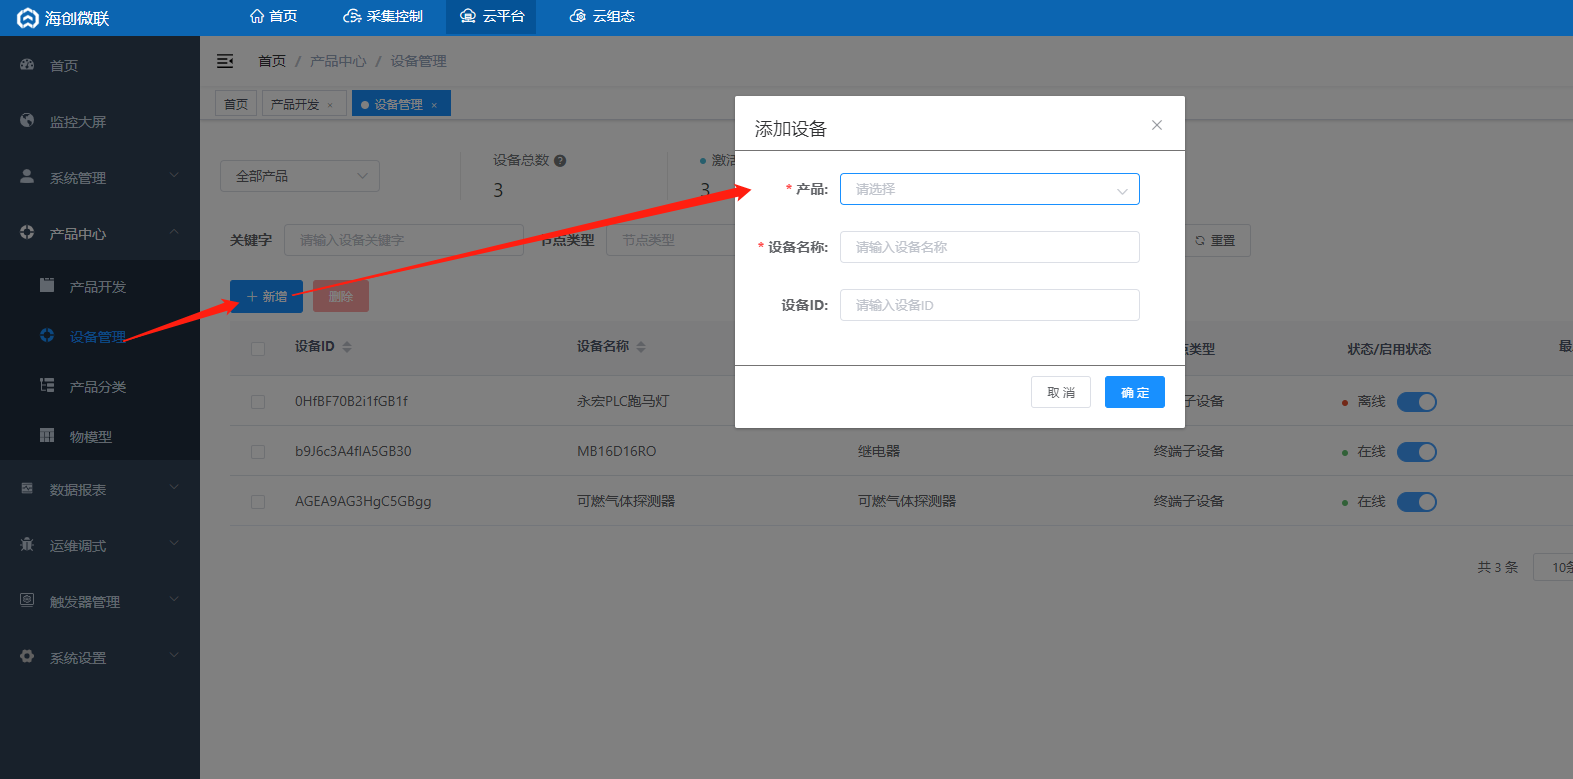 海创微联
首页 采集控制 云平台 云组态
首页
监控大屏
系统管理
产品中心
产品开发
设备管理
产品分类
物模型
数据报表
运维调式
触发器管理
系统设置
首页 / 产品中心 / 设备管理
首页 产品开发 × 设备管理 ×
全部产品
设备总数 ?
3
激活
3
关键字 请输入设备关键字 节点类型 节点类型 重置
+ 新增 删除
设备ID 设备名称 点类型 状态/启用状态 最
0HfBF70B2i1fGB1f 永宏PLC跑马灯 子设备 离线
b9J6c3A4fIA5GB30 MB16D16RO 继电器 终端子设备 在线
AGEA9AG3HgC5GBgg 可燃气体探测器 可燃气体探测器 终端子设备 在线
共 3 条 10条
添加设备 ×
* 产品: 请选择
* 设备名称: 请输入设备名称
设备ID: 请输入设备ID
取 消 确 定